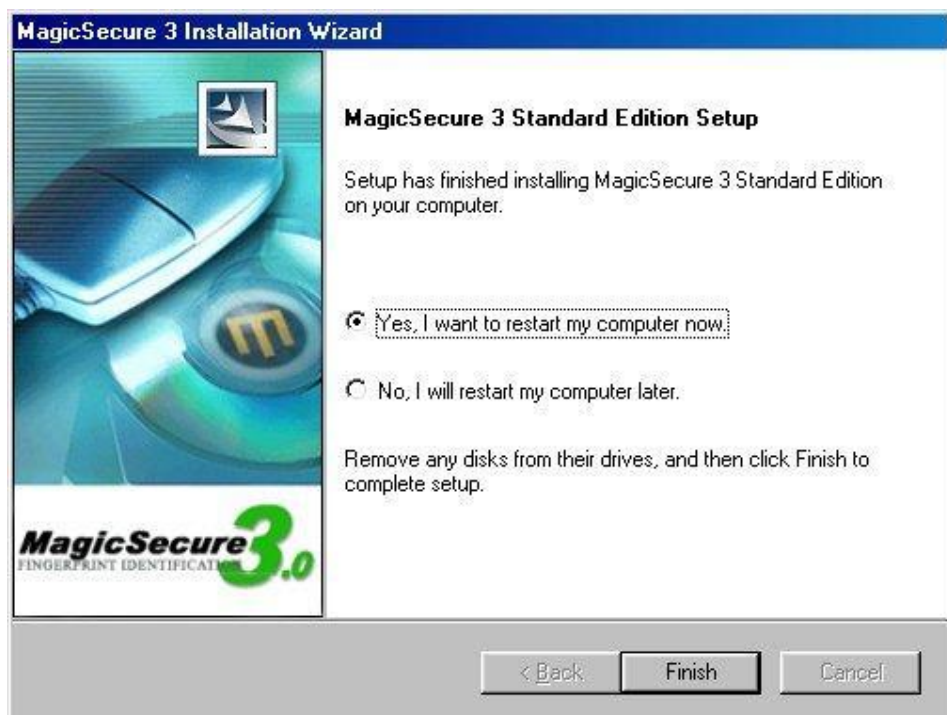 MagicSecure 3 Installation Wizard
MagicSecure 3 Standard Edition Setup
Setup has finished installing MagicSecure 3 Standard Edition
on your computer.
Yes, I want to restart my computer now.
No, I will restart my computer later.
Remove any disks from their drives, and then click Finish to
complete setup.
m
MagicSecure 3.0
FINGERPRINT IDENTIFICATION
< Back
Finish
Cancel